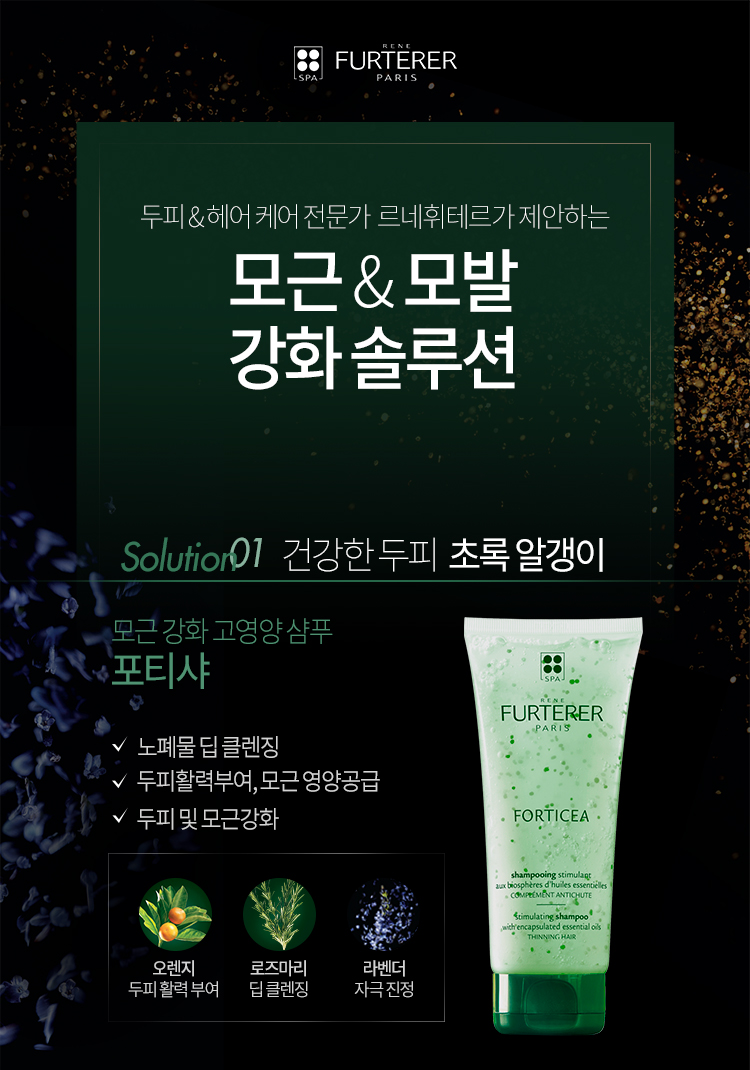 SPA
RENE
FURTERER
PARIS
두피 & 헤어 케어 전문가 르네휘테르가 제안하는
모근 & 모발
강화 솔루션
Solution 01 건강한 두피 초록 알갱이
모근 강화 고영양 샴푸
포티샤
노폐물 딥 클렌징
두피활력부여, 모근 영양공급
두피 및 모근강화
오렌지
두피 활력 부여
로즈마리
딥 클렌징
라벤더
자극 진정
SPA
RENE
FURTERER
PARIS
FORTICEA
shampooing stimulant
aux biosphères d'huiles essentielles
COMPLÉMENT ANTICHUTE
Stimulating shampoo
with encapsulated essential oils
THINNING HAIR